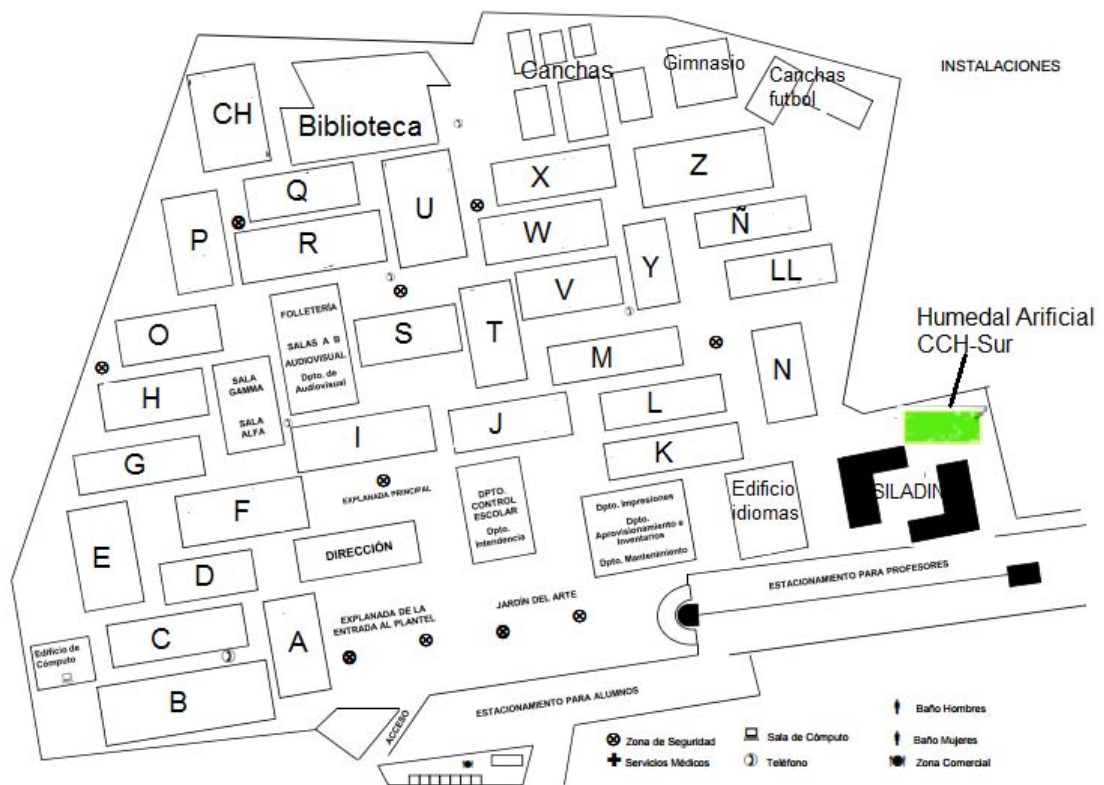 INSTALACIONES
Canchas
Gimnasio
Canchas
futbol
CH
Biblioteca
Q
X
Z
U
P
R
W
Ñ
Y
LL
V
FOLLETERÍA
SALAS A B
AUDIOVISUAL
Dpto. de
Audiovisual
O
S
T
M
N
Humedal Arificial
CCH-Sur
SALA
GAMMA
SALA
ALFA
H
L
I
J
K
G
EXPLANADA PRINCIPAL
DPTO.
CONTROL
ESCOLAR
Dpto.
Intendencia
Dpto. Impresiones
Dpto.
Aprovisionamiento e
Inventarios
Dpto. Mantenimiento
Edificio
idiomas
SILADIN
F
E
DIRECCIÓN
D
ESTACIONAMIENTO PARA PROFESORES
JARDÍN DEL ARTE
EXPLANADA DE LA
ENTRADA AL PLANTEL
C
A
Edificio de
Cómputo
B
ESTACIONAMIENTO PARA ALUMNOS
ACCESO
Zona de Seguridad
Servicios Médicos
Sala de Cómputo
Teléfono
Baño Hombres
Baño Mujeres
Zona Comercial